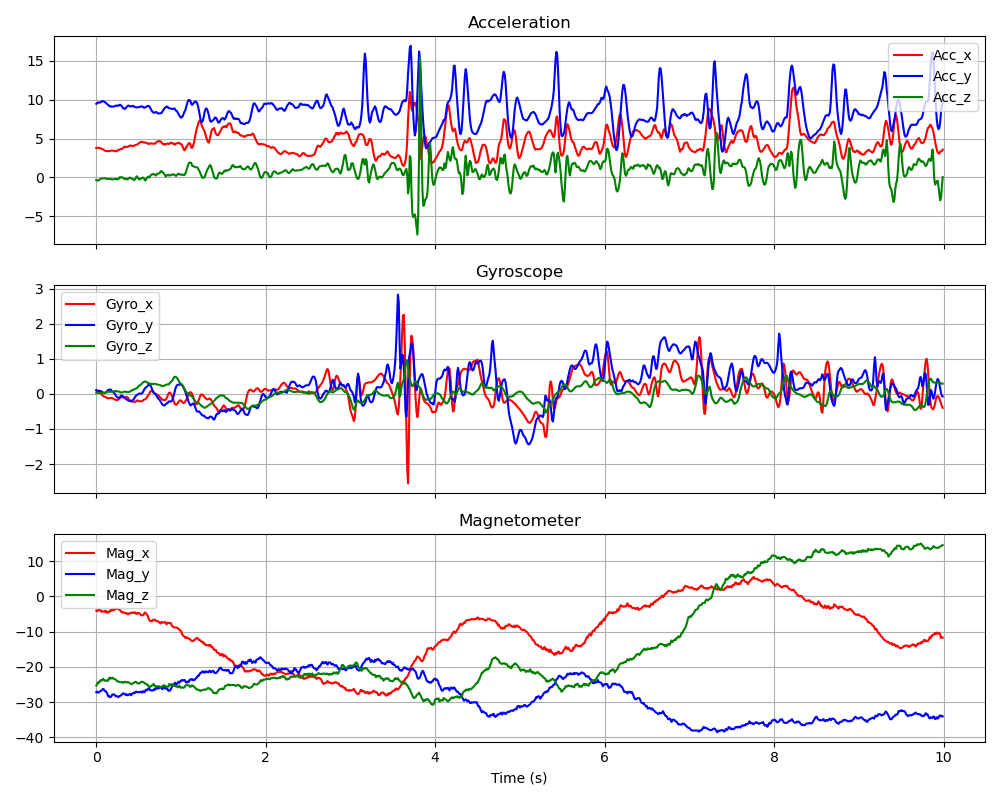 Acceleration
15
10
5
0
−5
Acc_x
Acc_y
Acc_z
Gyroscope
3
2
1
0
−1
−2
Gyro_x
Gyro_y
Gyro_z
Magnetometer
10
0
−10
−20
−30
−40
Mag_x
Mag_y
Mag_z
0 2 4 6 8 10
Time (s)